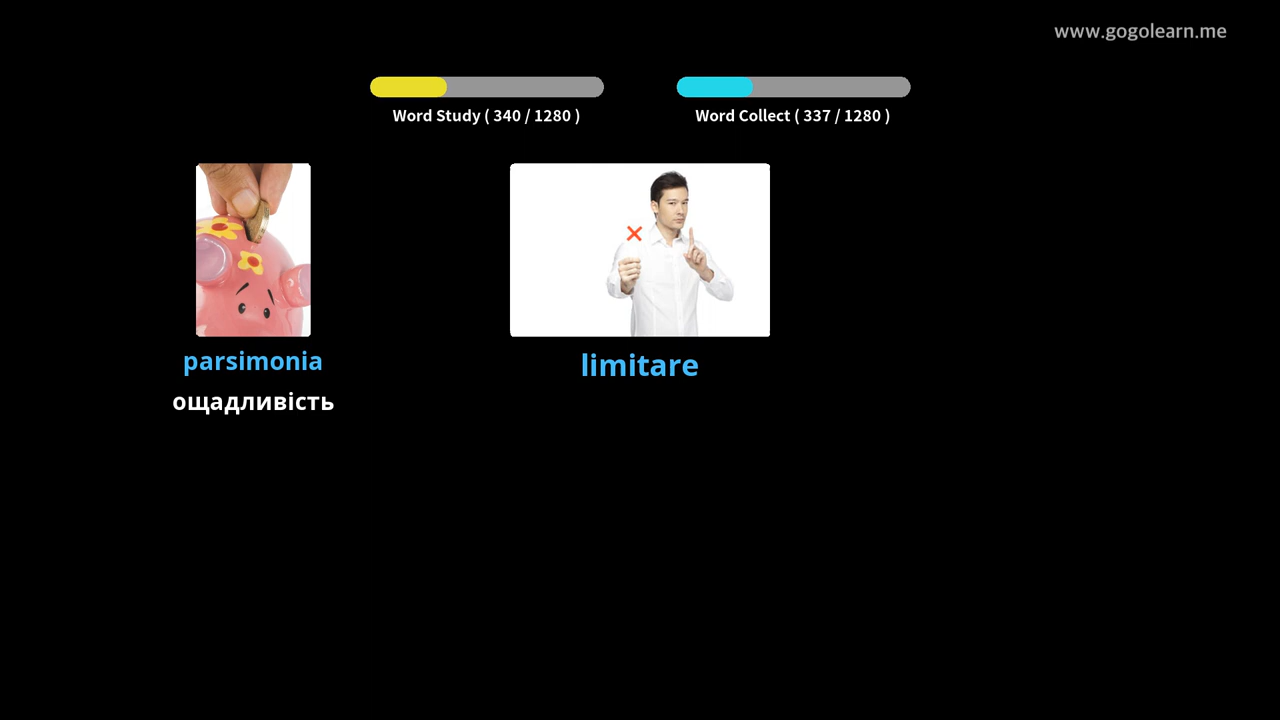 www.gogolearn.me
Word Study ( 340 / 1280 )
Word Collect ( 337 / 1280 )
parsimonia
ощадливість
limitare